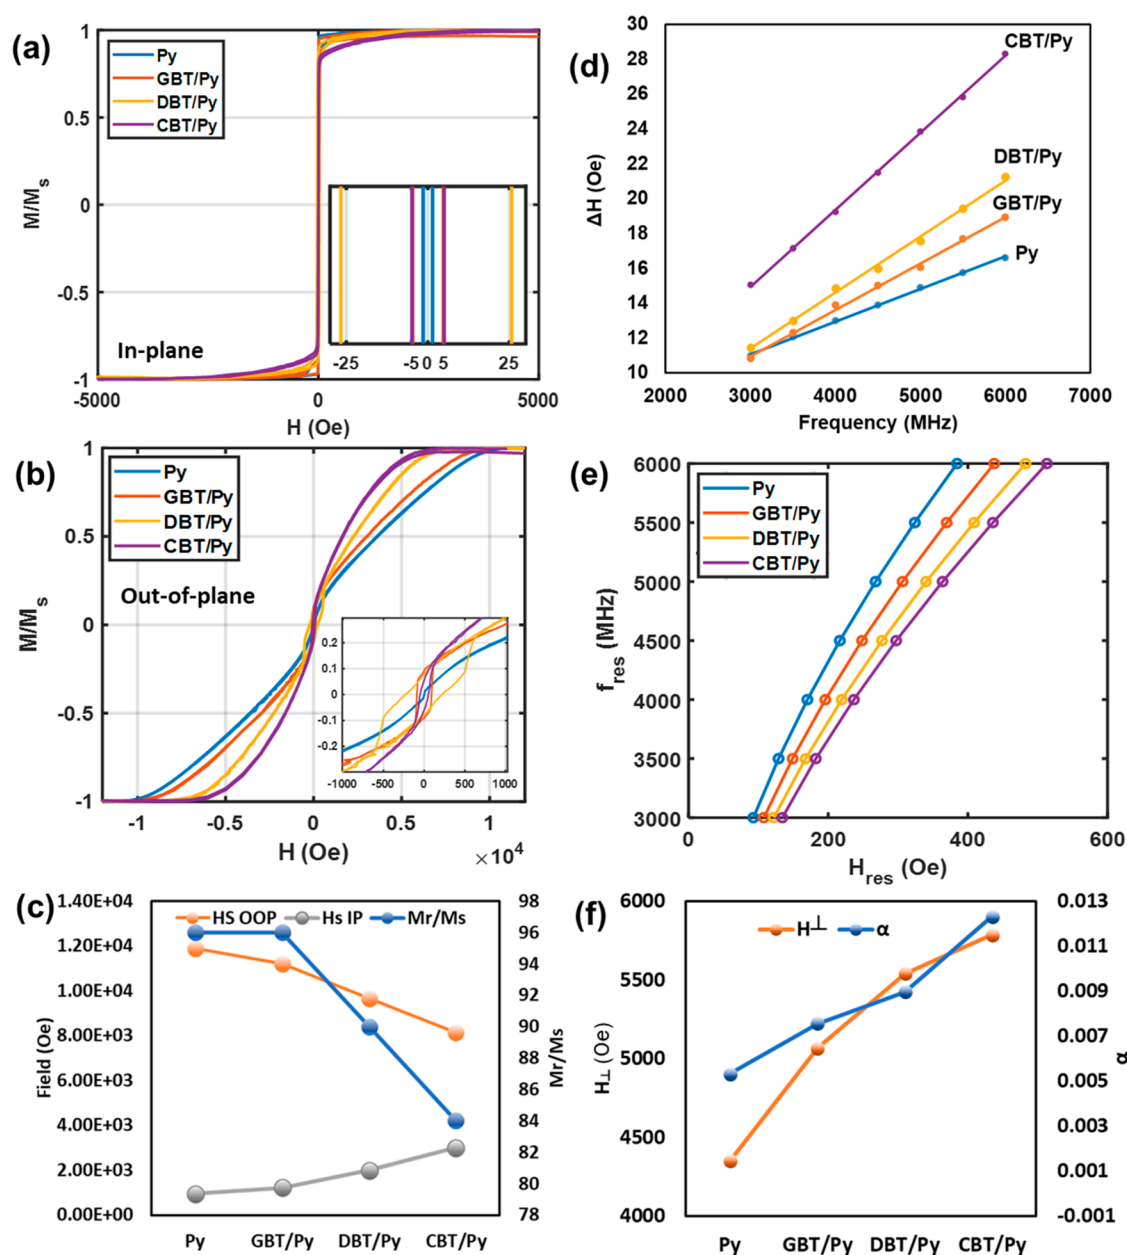 (a)
1
0.5
0
-0.5
-1
M/Ms
Py
GBT/Py
DBT/Py
CBT/Py
-25
-5
0
5
25
In-plane
-5000
0
5000
H (Oe)
(b)
1
0.5
0
-0.5
-1
M/Ms
Py
GBT/Py
DBT/Py
CBT/Py
Out-of-plane
0.2
0.1
0
-0.1
-0.2
-1000
-500
0
500
1000
-1
-0.5
0
0.5
1
H (Oe)
×10⁴
(c)
1.40E+04
1.20E+04
1.00E+04
8.00E+03
6.00E+03
4.00E+03
2.00E+03
0.00E+00
Field (Oe)
HS OOP
Hs IP
Mr/Ms
98
96
94
92
90
88
86
84
82
80
78
Mr/Ms
Py
GBT/Py
DBT/Py
CBT/Py
(d)
30
28
26
24
22
20
18
16
14
12
10
ΔH (Oe)
CBT/Py
DBT/Py
GBT/Py
Py
2000
3000
4000
5000
6000
7000
Frequency (MHz)
(e)
6000
5500
5000
4500
4000
3500
3000
fres (MHz)
Py
GBT/Py
DBT/Py
CBT/Py
0
200
400
600
Hres (Oe)
(f)
6000
5500
5000
4500
4000
H⊥ (Oe)
H⊥
α
0.013
0.011
0.009
0.007
0.005
0.003
0.001
-0.001
α
Py
GBT/Py
DBT/Py
CBT/Py